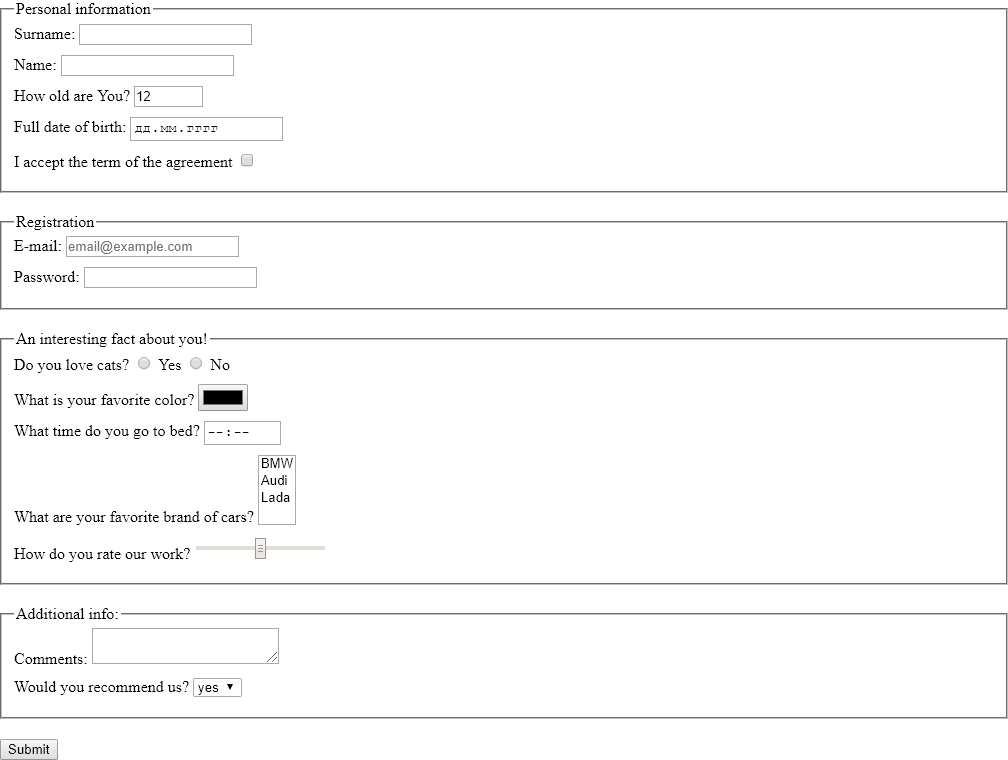 Personal information
Surname:
Name:
How old are You? 12
Full date of birth: дд.мм.гггг
I accept the term of the agreement
Registration
E-mail: email@example.com
Password:
An interesting fact about you!
Do you love cats? Yes No
What is your favorite color?
What time do you go to bed? --:--
BMW
Audi
Lada
What are your favorite brand of cars?
How do you rate our work?
Additional info:
Comments:
Would you recommend us? yes
Submit